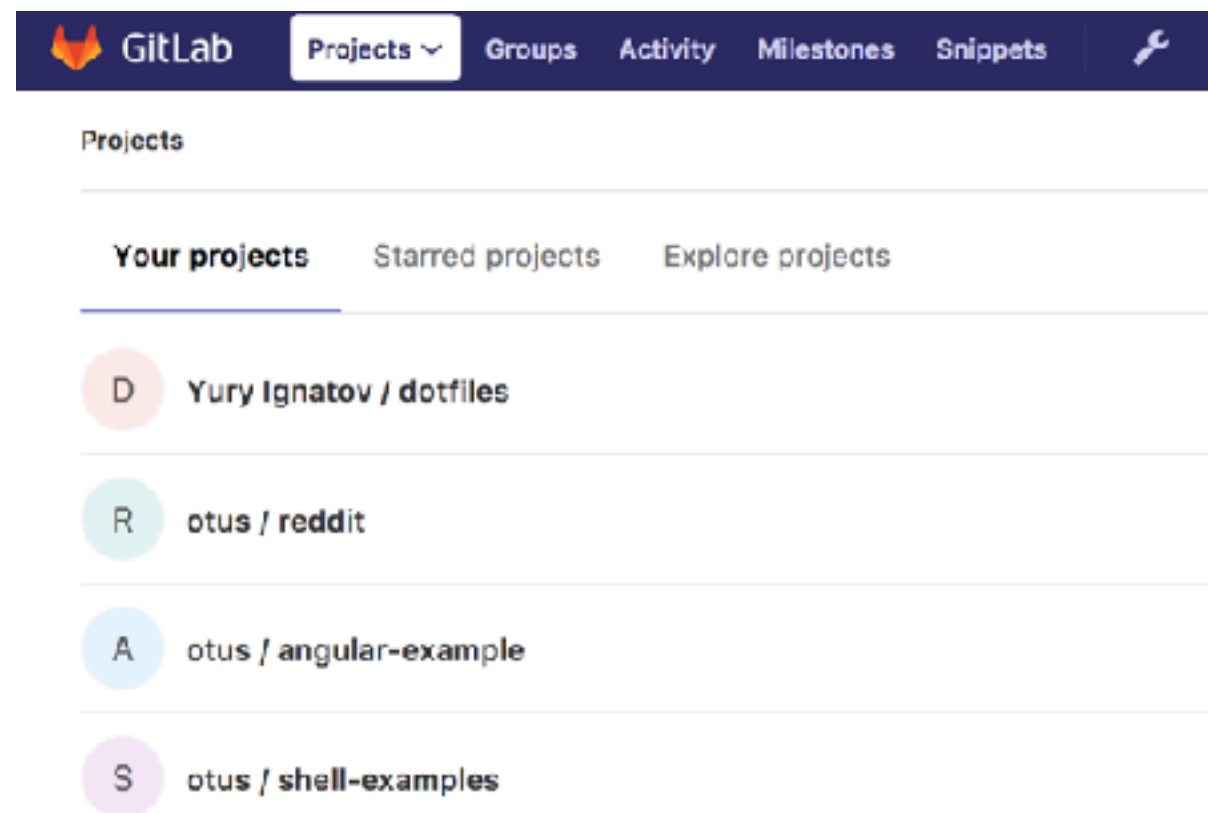 GitLab Projects Groups Activity Milestones Snippets
Projects
Your projects Starred projects Explore projects
D Yury Ignatov / dotfiles
R otus / reddit
A otus / angular-example
S otus / shell-examples